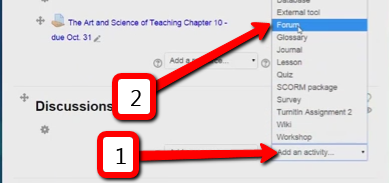 Database
External tool
The Art and Science of Teaching Chapter 10 -
due Oct. 31
Forum
Glossary
Journal
Lesson
Add a
Quiz
2
SCORM package
Survey
Discussions
Turnitin Assignment 2
Wiki
Workshop
1
Add an activity...